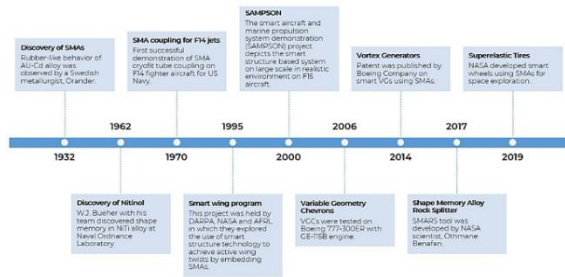 SAMPSON
The smart aircraft and
marine propulsion
system demonstration
(SAMPSON) project
depicts the smart
structure based system
on large scale in realistic
environment on F15
aircraft.
Discovery of SMAs
Rubber-like behavior of
AU-Cd alloy was
observed by a Swedish
metallurgist, Orander.
SMA coupling for F14 jets
First successful
demonstration of SMA
cryofit tube coupling on
F14 fighter aircraft for US
Navy.
Vortex Generators
Patent was published by
Boeing Company on
smart VGs using SMAs.
Superelastic Tires
NASA developed smart
wheels using SMAs for
space exploration.
1962
1995
2006
2017
1932
1970
2000
2014
2019
Discovery of Nitinol
W.J. Bueher with his
team discovered shape
memory in NiTi alloy at
Naval Ordnance
Laboratory.
Smart wing program
This project was held by
DARPA, NASA and AFRL
in which they explored
the use of smart
structure technology to
achieve active wing
twists by embedding
SMAs.
Variable Geometry
Chevrons
VGCs were tested on
Boeing 777-300ER with
GE-115B engine.
Shape Memory Alloy
Rock Splitter
SMARS tool was
developed by NASA
scientist, Othmane
Benafan.